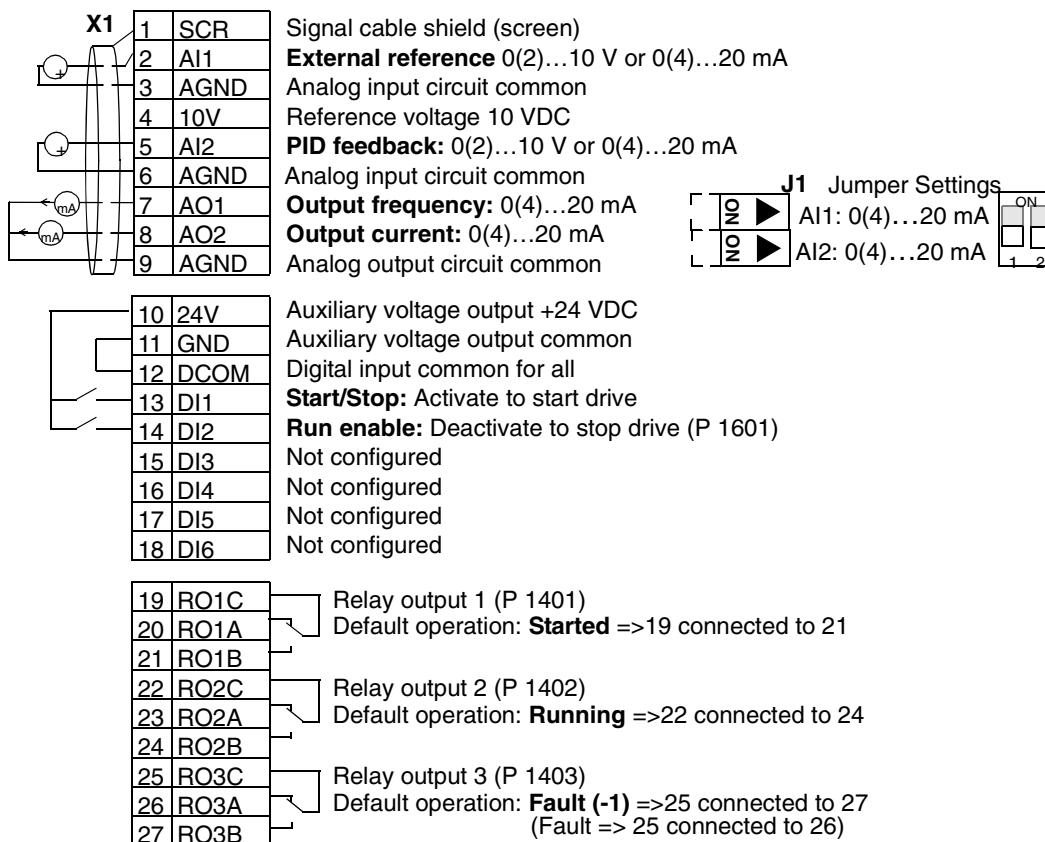 X1
1 SCR Signal cable shield (screen)
2 AI1 External reference 0(2)…10 V or 0(4)…20 mA
3 AGND Analog input circuit common
4 10V Reference voltage 10 VDC
5 AI2 PID feedback: 0(2)…10 V or 0(4)…20 mA
6 AGND Analog input circuit common
7 AO1 Output frequency: 0(4)…20 mA
8 AO2 Output current: 0(4)…20 mA
9 AGND Analog output circuit common
+
+
mA
mA
J1 Jumper Settings
ON AI1: 0(4)…20 mA
ON AI2: 0(4)…20 mA
ON
1 2
10 24V Auxiliary voltage output +24 VDC
11 GND Auxiliary voltage output common
12 DCOM Digital input common for all
13 DI1 Start/Stop: Activate to start drive
14 DI2 Run enable: Deactivate to stop drive (P 1601)
15 DI3 Not configured
16 DI4 Not configured
17 DI5 Not configured
18 DI6 Not configured
19 RO1C Relay output 1 (P 1401)
20 RO1A Default operation: Started =>19 connected to 21
21 RO1B
22 RO2C Relay output 2 (P 1402)
23 RO2A Default operation: Running =>22 connected to 24
24 RO2B
25 RO3C Relay output 3 (P 1403)
26 RO3A Default operation: Fault (-1) =>25 connected to 27
27 RO3B (Fault => 25 connected to 26)